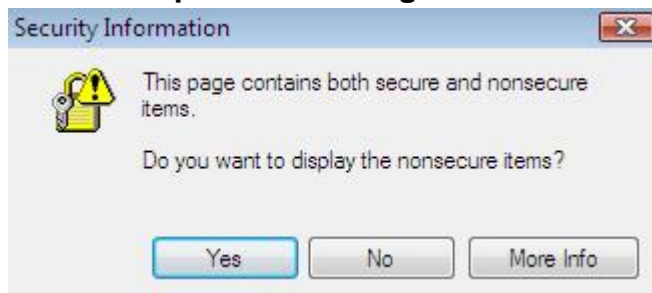 Security Information
This page contains both secure and nonsecure
items.
Do you want to display the nonsecure items?
Yes No More Info